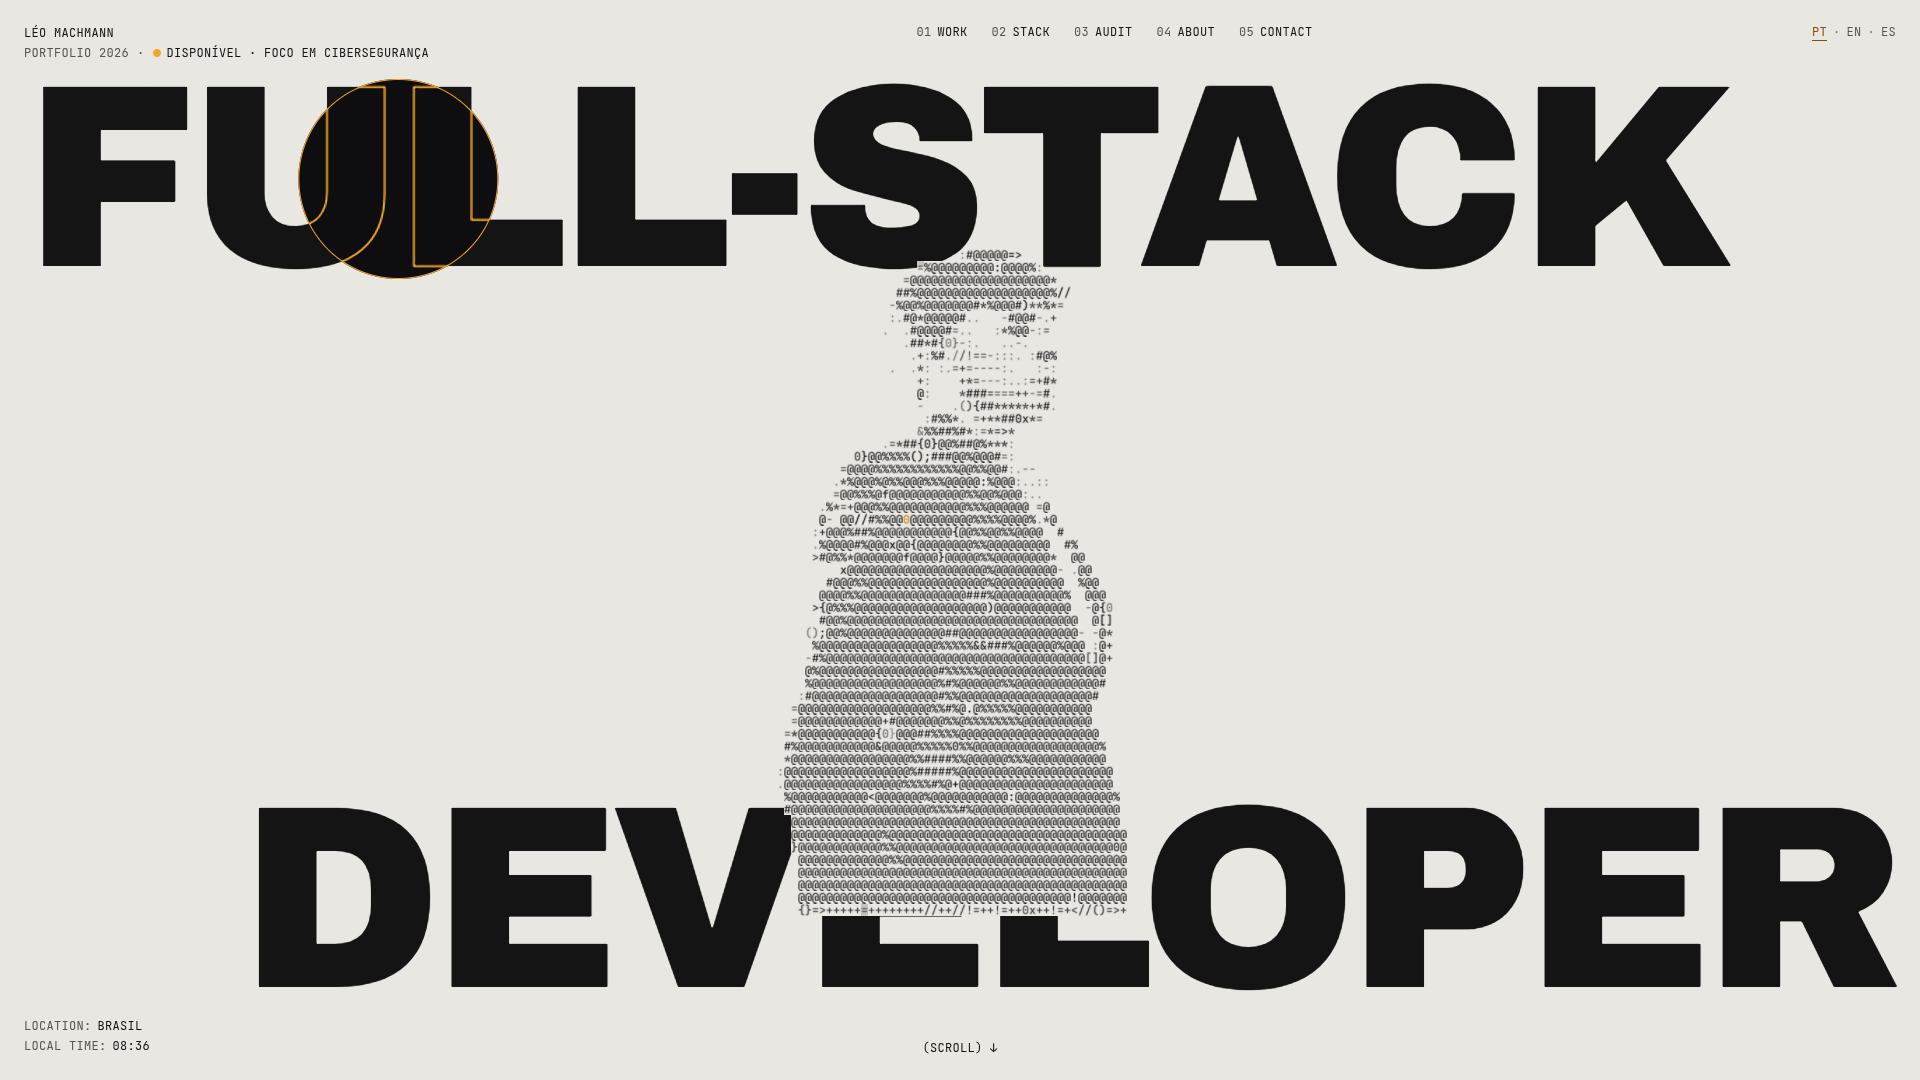 LÉO MACHMANN
PORTFOLIO 2026 · DISPONÍVEL · FOCO EM CIBERSEGURANÇA
01 WORK 02 STACK 03 AUDIT 04 ABOUT 05 CONTACT
PT · EN · ES
FULL-STACK
DEVELOPER
LOCATION: BRASIL
LOCAL TIME: 08:36
(SCROLL) ↓